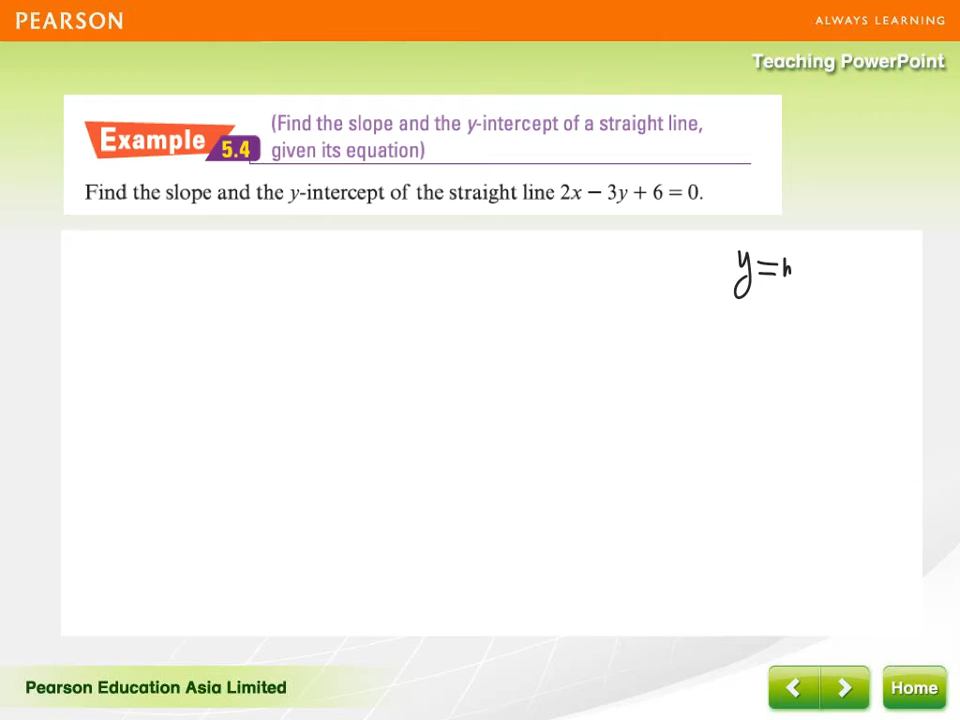 PEARSON
ALWAYS LEARNING
Teaching PowerPoint
Example 5.4 (Find the slope and the y-intercept of a straight line,
given its equation)
Find the slope and the y-intercept of the straight line 2x − 3y + 6 = 0.
y = h
Pearson Education Asia Limited
Home